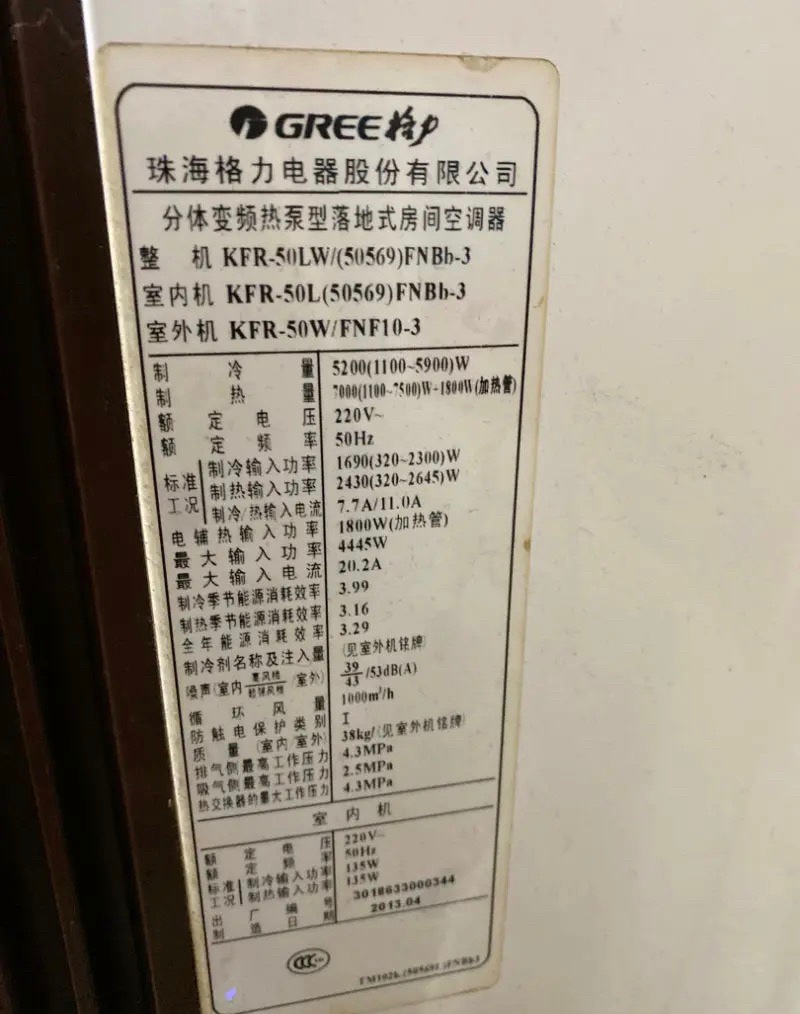 GREE格力
珠海格力电器股份有限公司
分体变频热泵型落地式房间空调器
整 机 KFR-50LW/(50569)FNBb-3
室内机 KFR-50L(50569)FNBb-3
室外机 KFR-50W/FNF10-3
制冷量 5200(1100~5900)W
制热量 7000(1100~7500)W+1800W(加热管)
额定电压 220V~
额定频率 50Hz
标准工况 制冷输入功率 1690(320~2300)W
制热输入功率 2430(320~2645)W
制冷/热输入电流 7.7A/11.0A
电辅热输入功率 1800W(加热管)
最大输入功率 4445W
最大输入电流 20.2A
制冷季节能源消耗效率 3.99
制热季节能源消耗效率 3.16
全年能源消耗效率 3.29
制冷剂名称及注入量 (见室外机铭牌)
噪声(室内 高风档/超强风档 /室外) 39/43 /53dB(A)
循环风量 1000m³/h
防触电保护类别 I
质量(室内/室外) 38kg/(见室外机铭牌)
排气侧最高工作压力 4.3MPa
吸气侧最高工作压力 2.5MPa
热交换器的最大工作压力 4.3MPa
室内机
额定电压 220V~
额定频率 50Hz
标准工况 制冷输入功率 135W
制热输入功率 135W
出厂编号 3018633000344
制造日期 2013.04
CCC